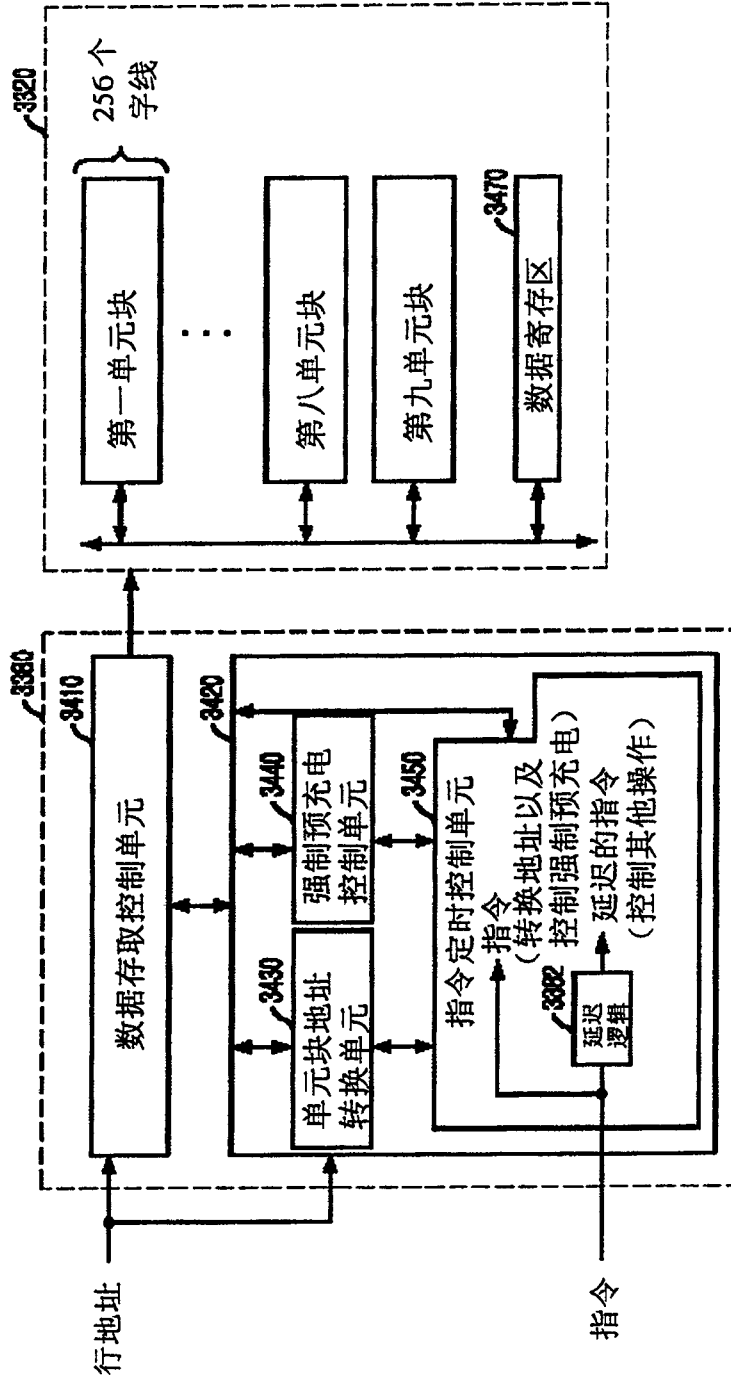 行地址
指令
3380
3410
数据存取控制单元
3420
3430
单元块地址
转换单元
3440
强制预充电
控制单元
3450
指令定时控制单元
指令
(转换地址以及
控制强制预充电)
3382
延迟
逻辑
延迟的指令
(控制其他操作)
3320
256 个
字线
第一单元块
···
第八单元块
第九单元块
3470
数据寄存区